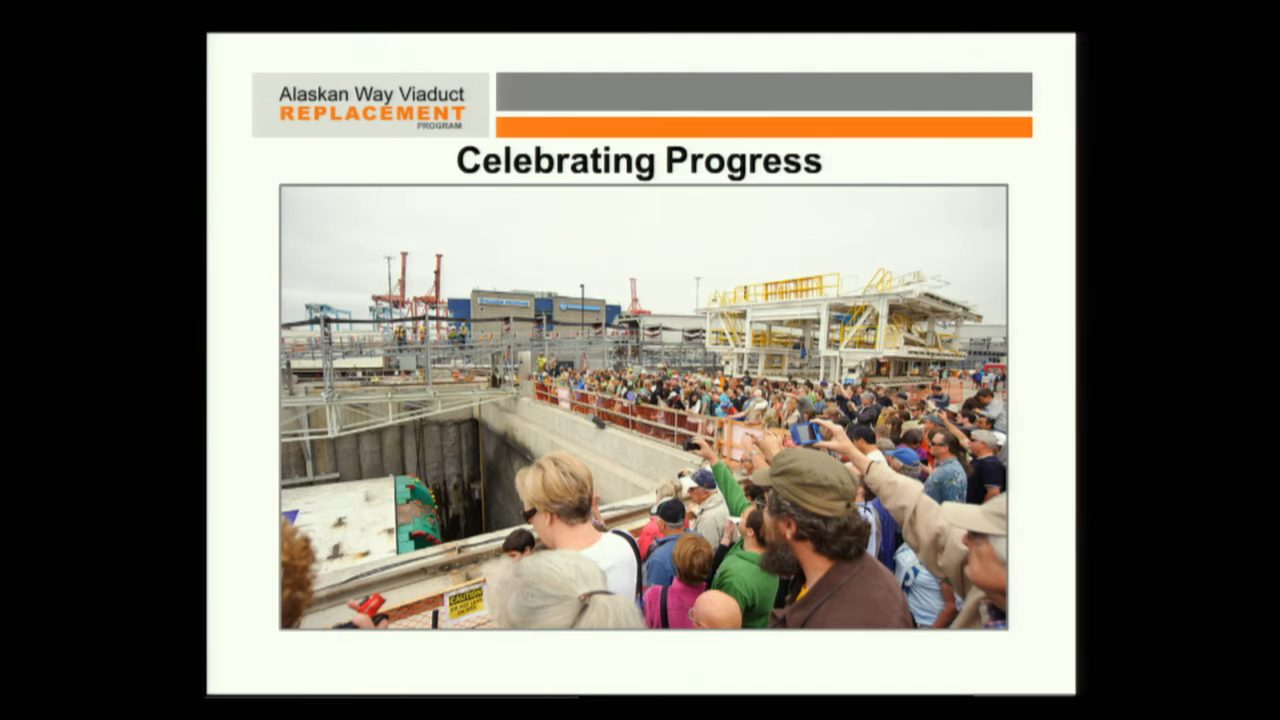 Alaskan Way Viaduct
REPLACEMENT
PROGRAM
Celebrating Progress
CAUTION